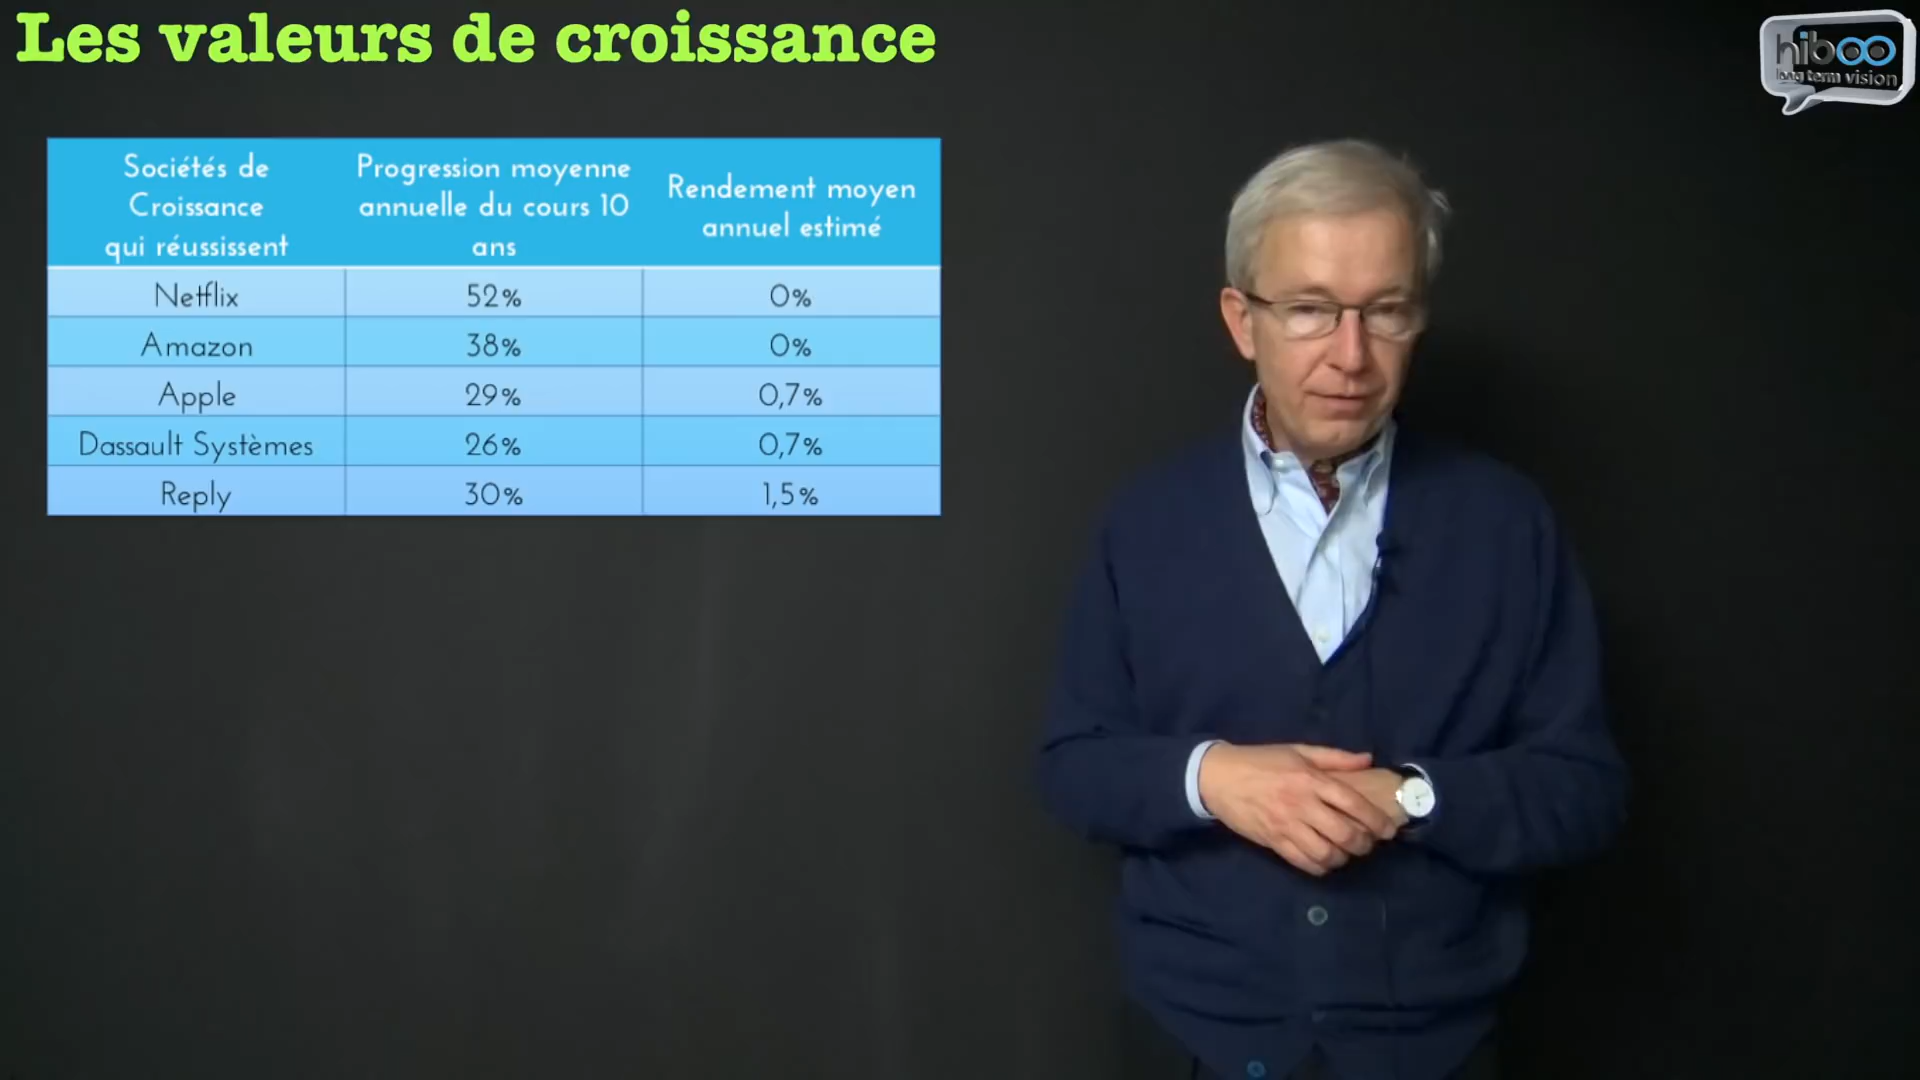 Les valeurs de croissance
hiboo
long term vision
Sociétés de
Croissance
qui réussissent
Progression moyenne
annuelle du cours 10
ans
Rendement moyen
annuel estimé
Netflix 52% 0%
Amazon 38% 0%
Apple 29% 0,7%
Dassault Systèmes 26% 0,7%
Reply 30% 1,5%